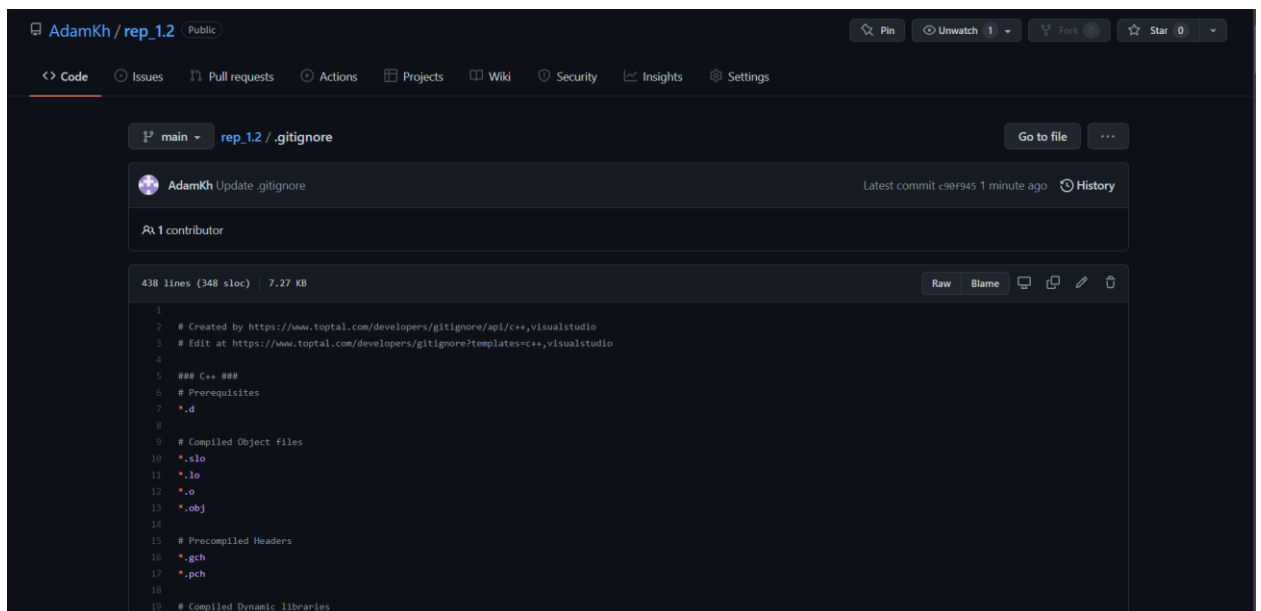 AdamKh / rep_1.2 Public
Pin
Unwatch 1
Fork 0
Star 0
<> Code
Issues
Pull requests
Actions
Projects
Wiki
Security
Insights
Settings
main
rep_1.2 / .gitignore
Go to file
...
AdamKh Update .gitignore
Latest commit c90f945 1 minute ago
History
1 contributor
438 lines (348 sloc) 7.27 KB
Raw
Blame
1
2 # Created by https://www.toptal.com/developers/gitignore/api/c++,visualstudio
3 # Edit at https://www.toptal.com/developers/gitignore?templates=c++,visualstudio
4
5 ### C++ ###
6 # Prerequisites
7 *.d
8
9 # Compiled Object files
10 *.slo
11 *.lo
12 *.o
13 *.obj
14
15 # Precompiled Headers
16 *.gch
17 *.pch
18
19 # Compiled Dynamic libraries